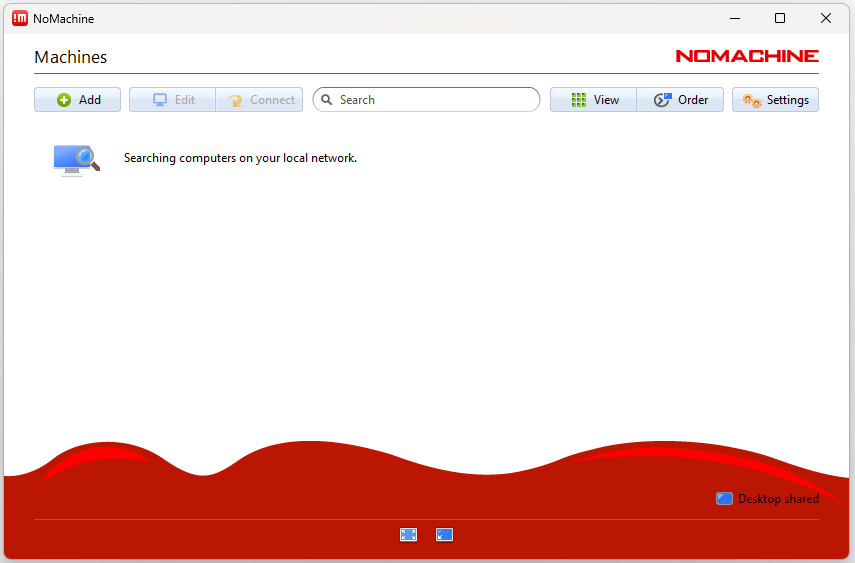 NoMachine
Machines
NOMACHINE
Add
Edit
Connect
Search
View
Order
Settings
Searching computers on your local network.
Desktop shared